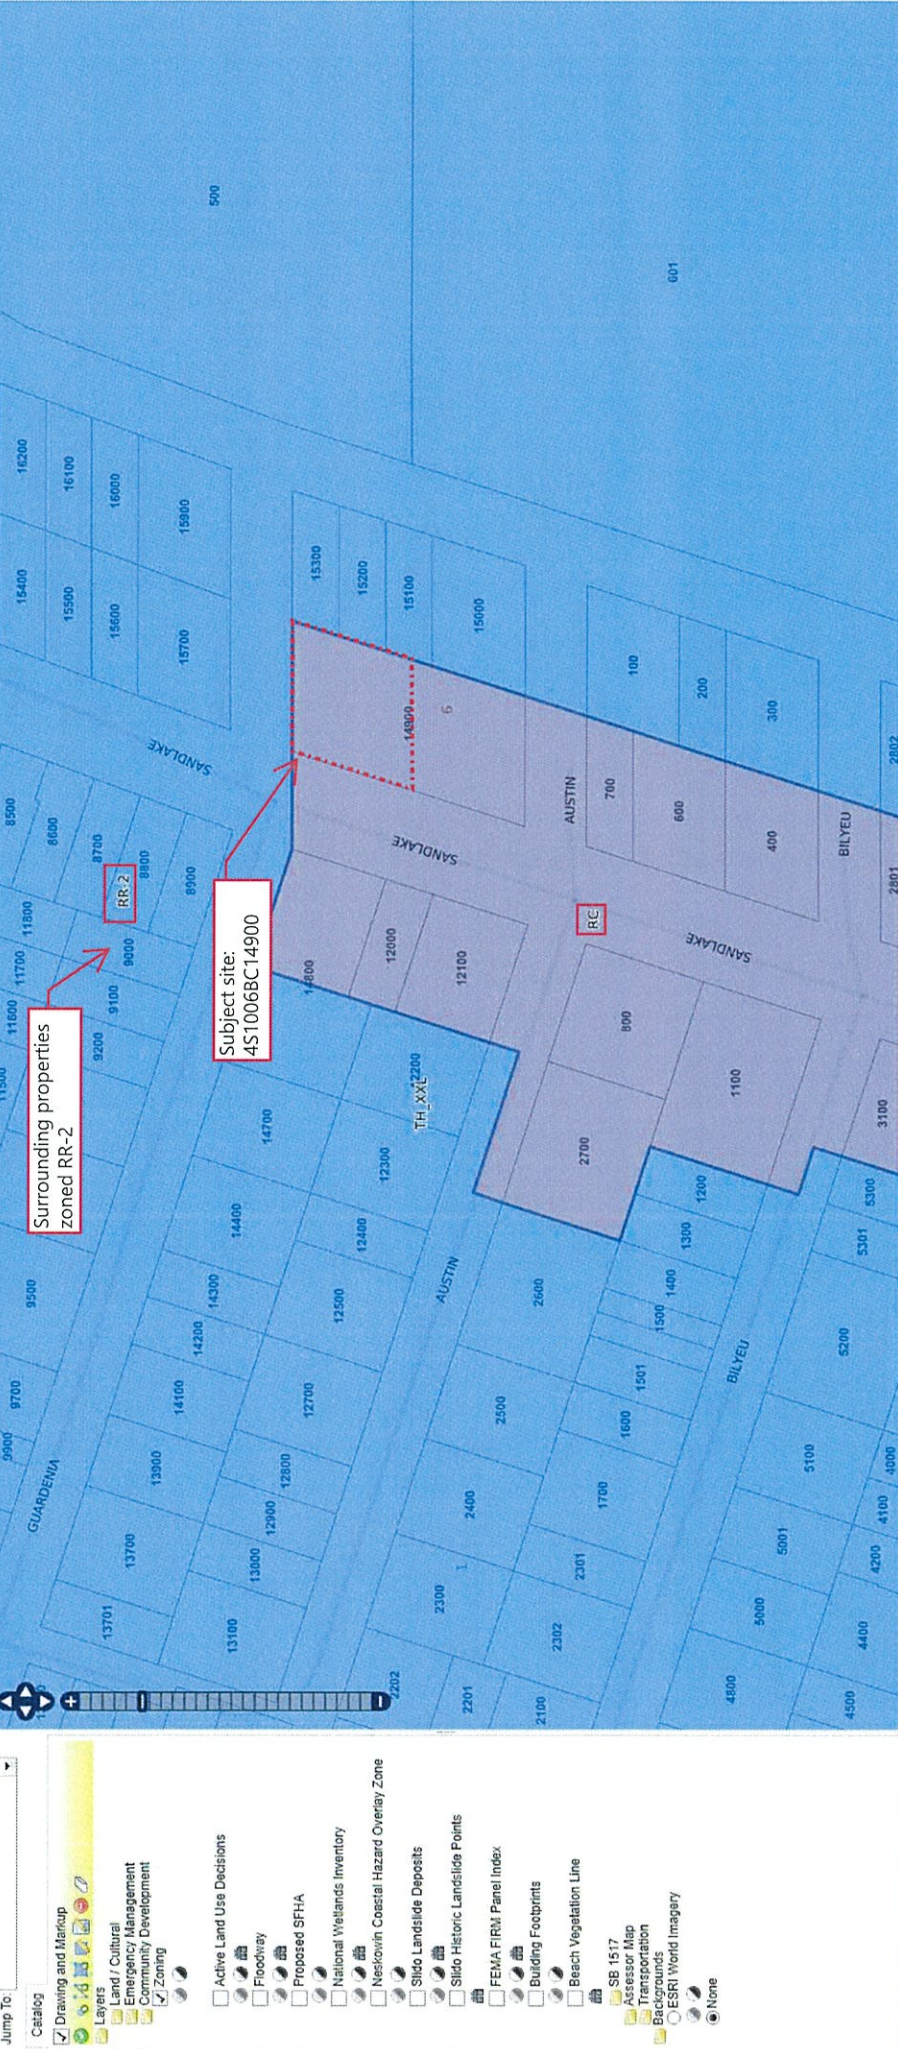 Jump To:
Catalog
Drawing and Markup
Layers
Land / Cultural
Emergency Management
Community Development
Zoning
Active Land Use Decisions
Floodway
Proposed SFHA
National Wetlands Inventory
Neskowin Coastal Hazard Overlay Zone
Slido Landslide Deposits
Slido Historic Landslide Points
FEMA FIRM Panel Index
Building Footprints
Beach Vegetation Line
SB 1517
Assessor Map
Transportation
Backgrounds
ESRI World Imagery
None
Surrounding properties
zoned RR-2
RR-2
Subject site:
4S1006BC14900
RC
TH_XXL
GUARDENIA
SANDLAKE
SANDLAKE
SANDLAKE
AUSTIN
AUSTIN
BILYEU
BILYEU
9900
9700
9500
11600
11700
11800
8500
8600
8700
8800
8900
9000
9100
9200
15400
16200
15500
16100
15600
16000
15700
15900
500
601
13701
13700
13900
14100
14200
14300
14400
14700
14800
13100
13000
12900
12800
12700
12500
12400
12300
12200
12000
12100
14900
6
15300
15200
15100
15000
2202
2201
2100
2300
1
2302
2301
2400
2500
2600
2700
800
700
600
400
100
200
300
1700
1600
1501
1500
1400
1300
1200
1100
4800
4500
5000
4400
5001
4200
4100
4000
5100
5200
5301
5300
3100
2801
2802